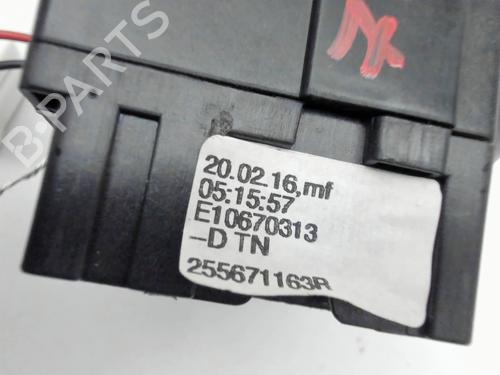 B-PARTS
20.02.16,mf
05:15:57
E10670313
-D TN
255671163R